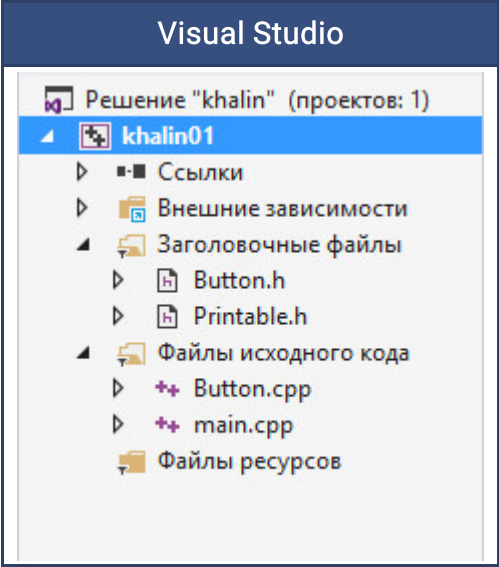 Visual Studio
Решение "khalin" (проектов: 1)
khalin01
Ссылки
Внешние зависимости
Заголовочные файлы
Button.h
Printable.h
Файлы исходного кода
Button.cpp
main.cpp
Файлы ресурсов